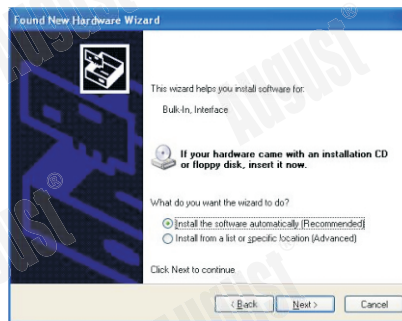 Found New Hardware Wizard
This wizard helps you install software for:
Bulk-In, Interface
If your hardware came with an installation CD
or floppy disk, insert it now.
What do you want the wizard to do?
Install the software automatically (Recommended)
Install from a list or specific location (Advanced)
Click Next to continue
< Back
Next >
Cancel
August
August
August
August